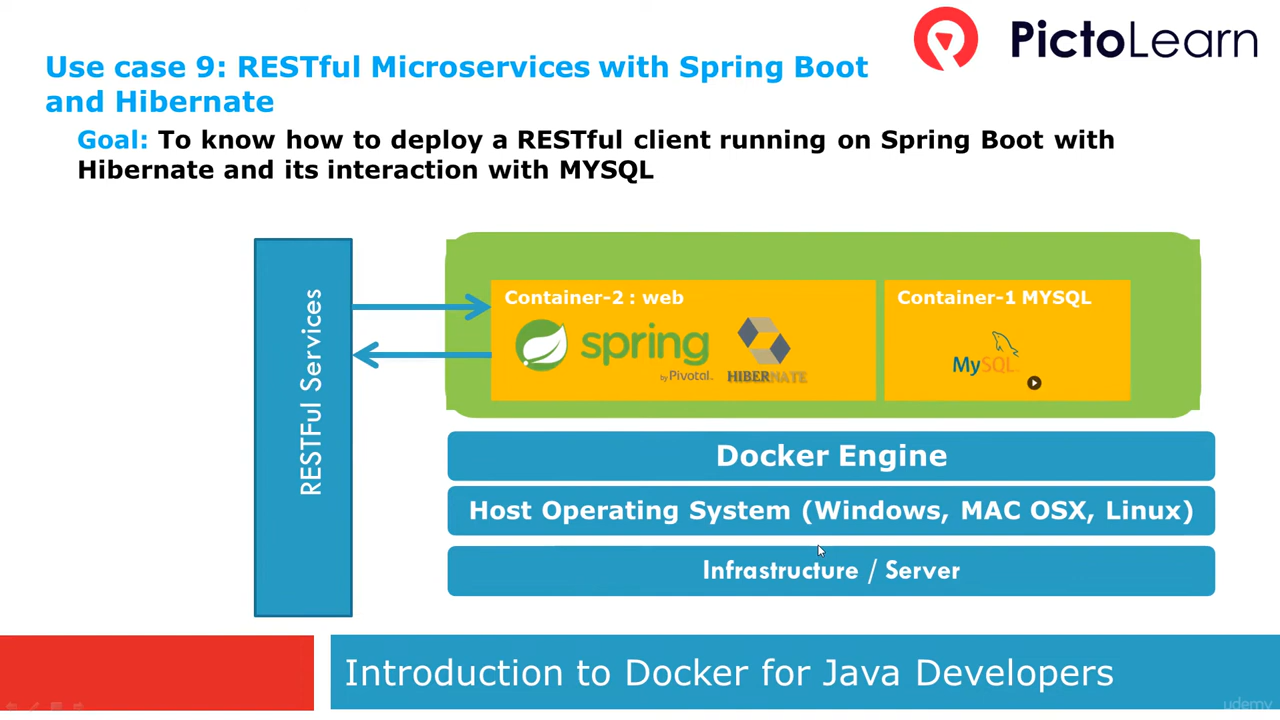 PictoLearn
Use case 9: RESTful Microservices with Spring Boot
and Hibernate
Goal: To know how to deploy a RESTful client running on Spring Boot with
Hibernate and its interaction with MYSQL
RESTFul Services
Container-2 : web
spring
by Pivotal™
HIBERNATE
Container-1 MYSQL
MySQL
Docker Engine
Host Operating System (Windows, MAC OSX, Linux)
Infrastructure / Server
Introduction to Docker for Java Developers
udemy